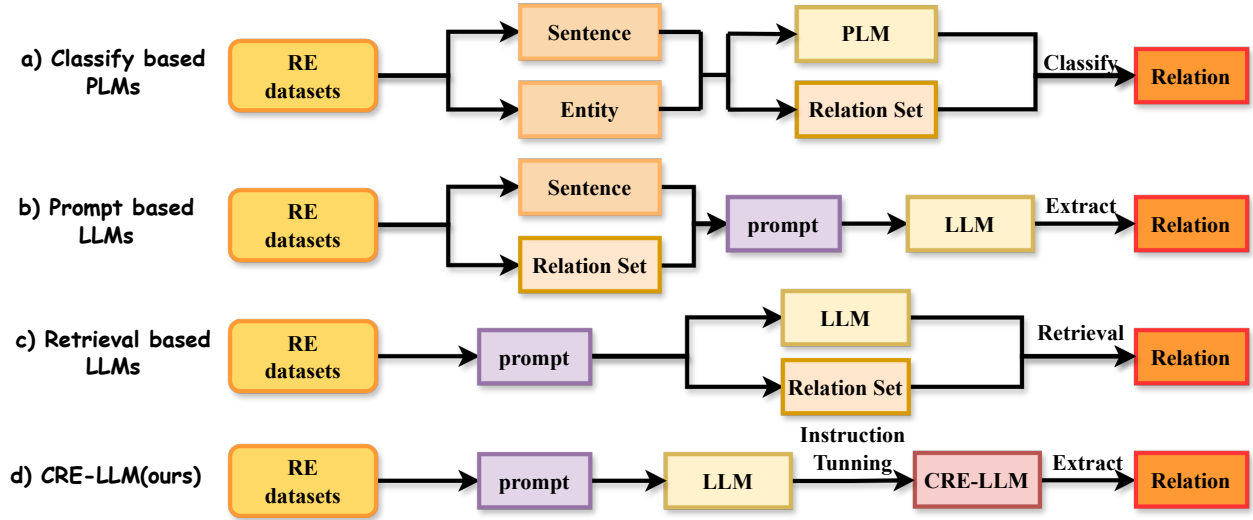 a) Classify based
PLMs
RE
datasets
Sentence
Entity
PLM
Relation Set
Classify
Relation
b) Prompt based
LLMs
RE
datasets
Sentence
Relation Set
prompt
LLM
Extract
Relation
c) Retrieval based
LLMs
RE
datasets
prompt
LLM
Relation Set
Retrieval
Relation
d) CRE-LLM(ours)
RE
datasets
prompt
LLM
Instruction
Tunning
CRE-LLM
Extract
Relation